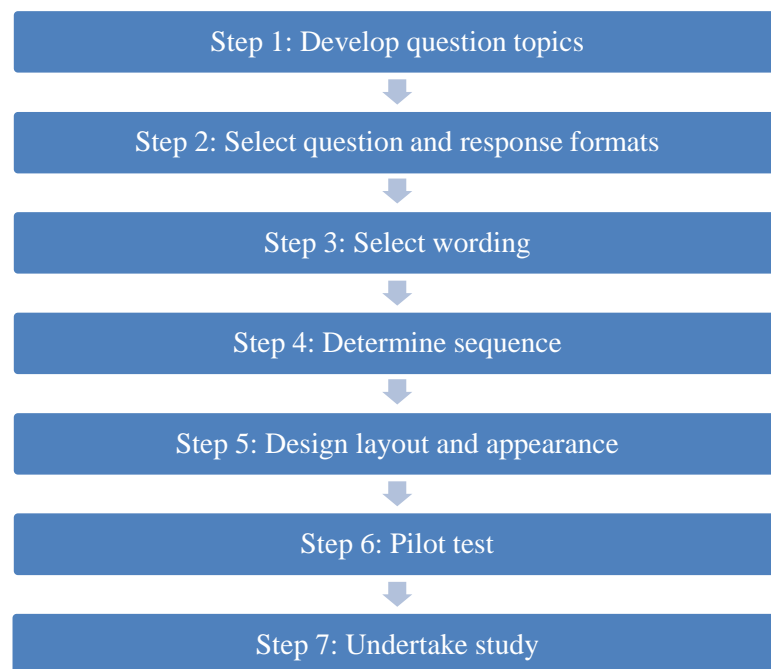 Step 1: Develop question topics
Step 2: Select question and response formats
Step 3: Select wording
Step 4: Determine sequence
Step 5: Design layout and appearance
Step 6: Pilot test
Step 7: Undertake study